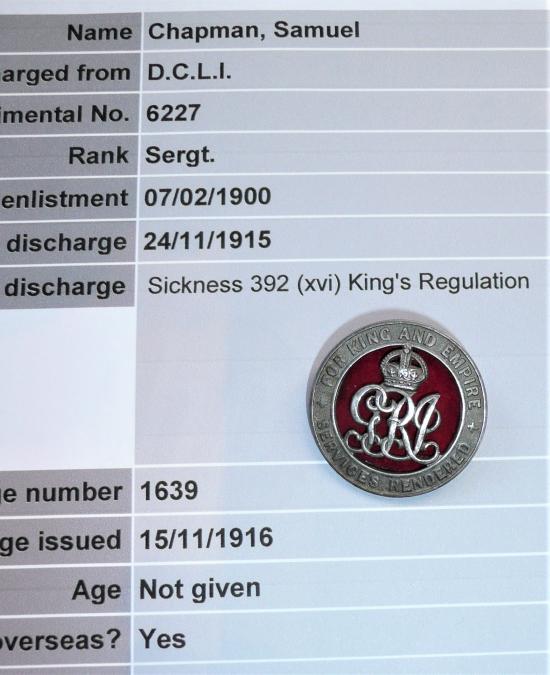 Name Chapman, Samuel
arged from D.C.L.I.
imental No. 6227
Rank Sergt.
enlistment 07/02/1900
discharge 24/11/1915
discharge Sickness 392 (xvi) King's Regulation
FOR KING AND EMPIRE
GRI
+ SERVICES RENDERED +
ge number 1639
ge issued 15/11/1916
Age Not given
overseas? Yes